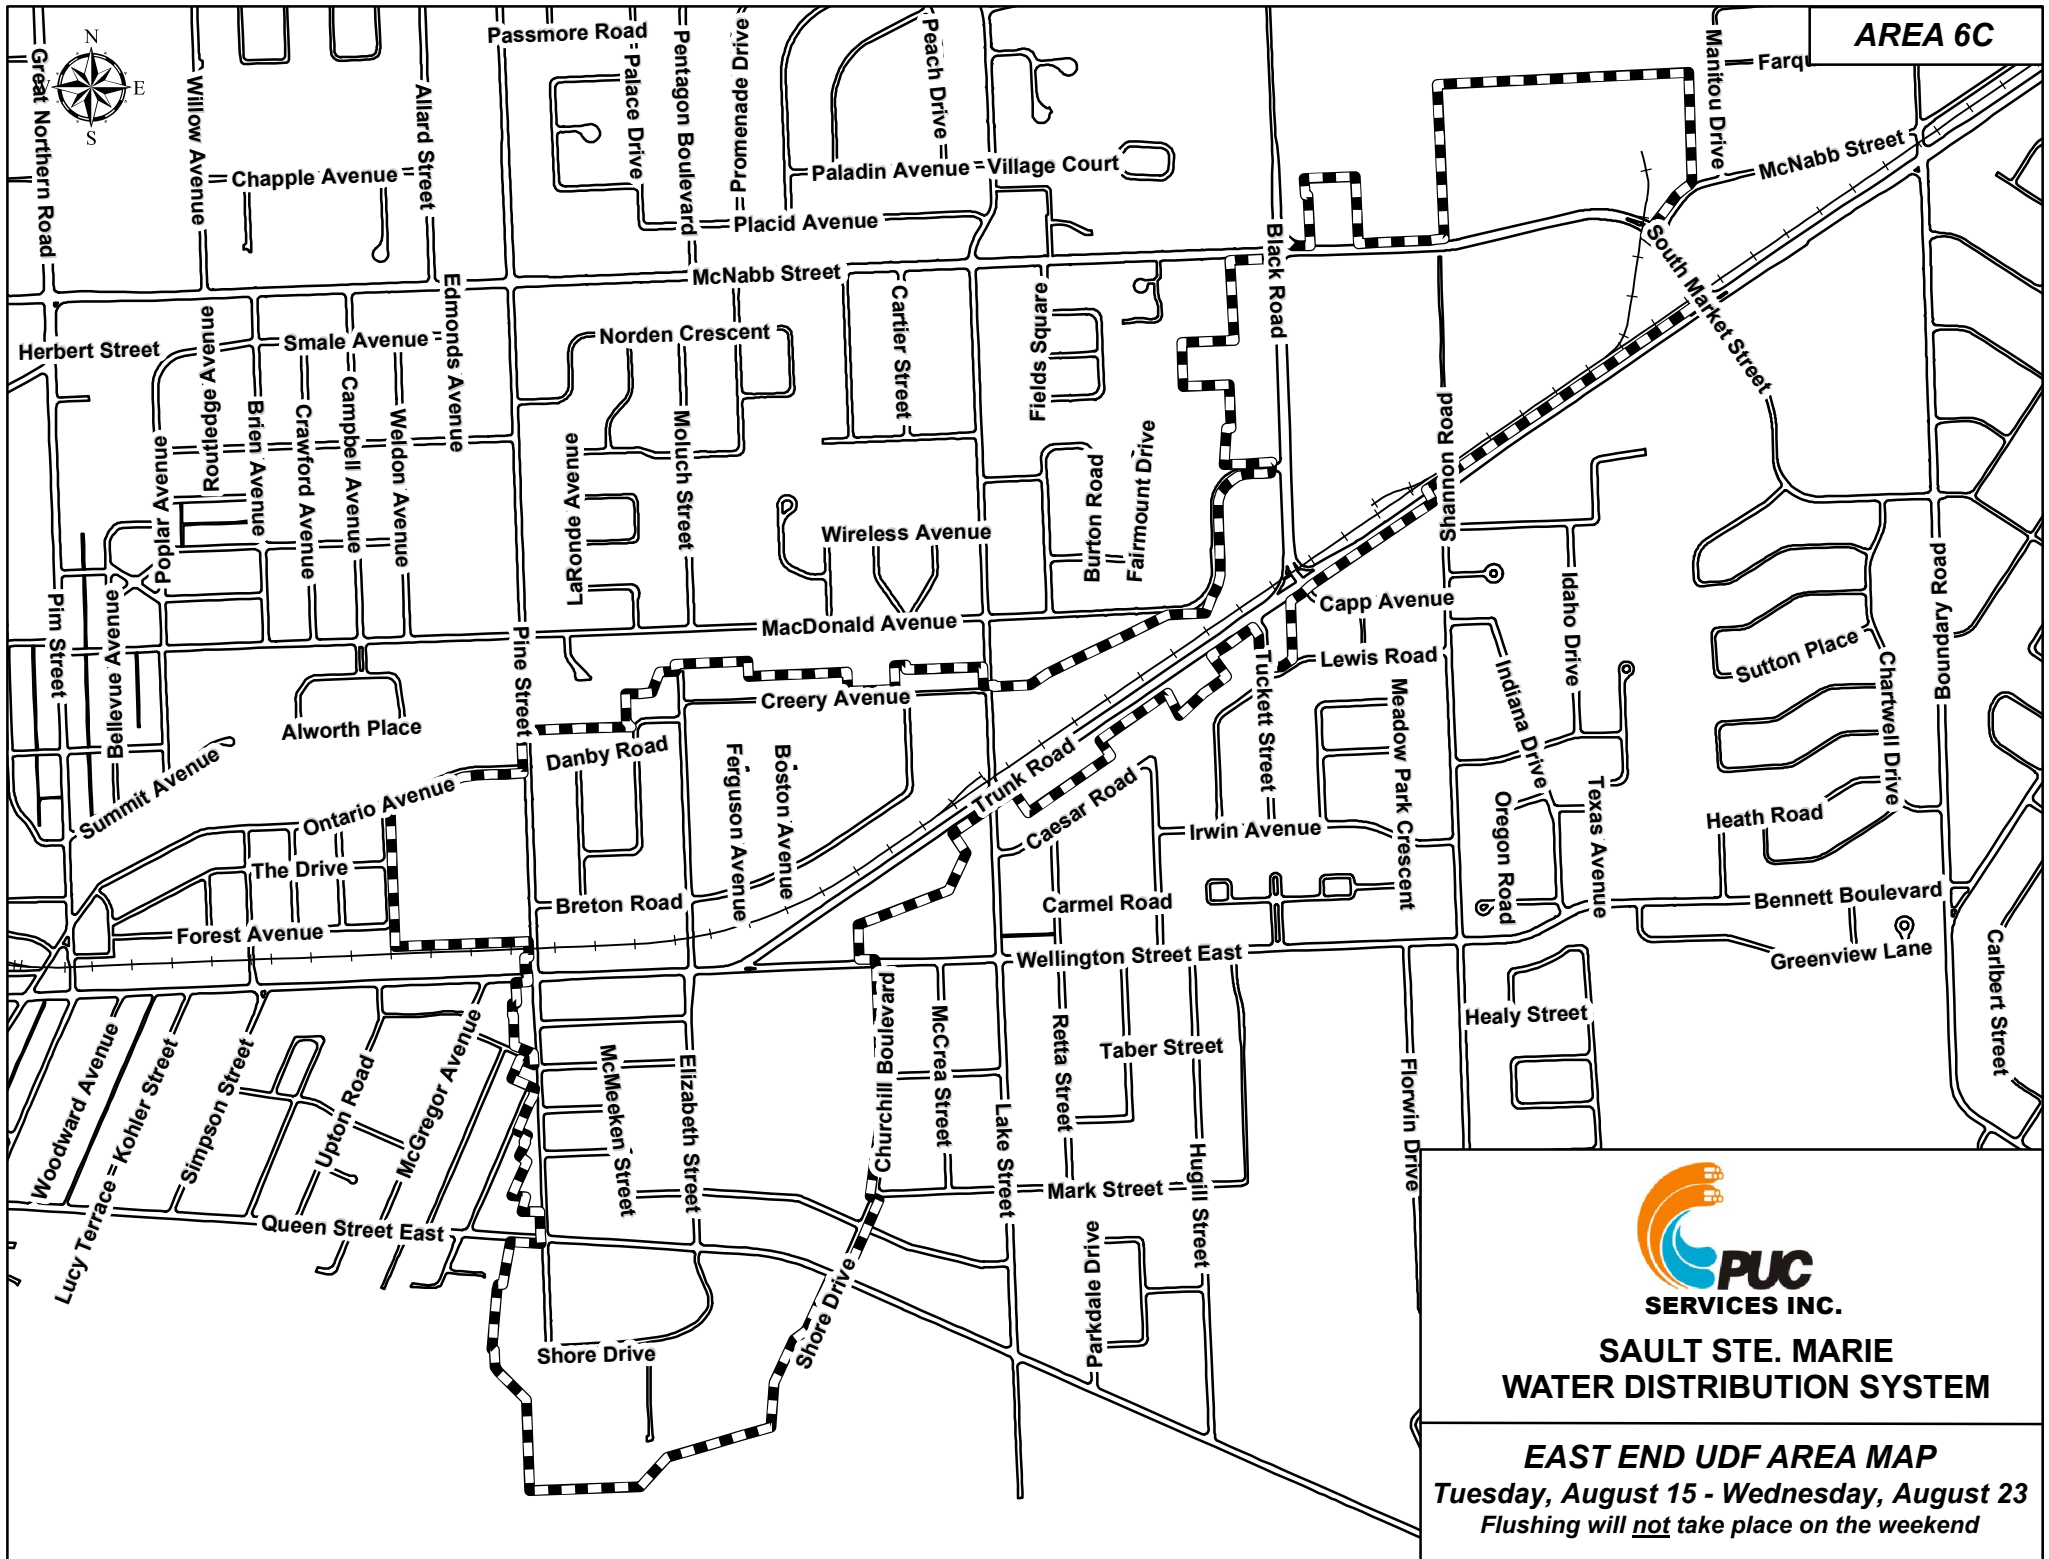 AREA 6C
N
E
S
Great Northern Road
Willow Avenue
Allard Street
Passmore Road
Palace Drive
Pentagon Boulevard
Promenade Drive
Peach Drive
Manitou Drive
McNabb Street
Chapple Avenue
Paladin Avenue
Village Court
Placid Avenue
Black Road
South Market Street
McNabb Street
Edmonds Avenue
Herbert Street
Roundedge Avenue
Smale Avenue
Norden Crescent
Cartier Street
Fields Square
Brien Avenue
Crawford Avenue
Campbell Avenue
Weldon Avenue
Poplar Avenue
LaRonde Avenue
Moluch Street
Wireless Avenue
Burton Road
Fairmount Drive
Shannon Road
Boundary Road
Pim Street
Bellevue Avenue
Pine Street
MacDonald Avenue
Capp Avenue
Lewis Road
Idaho Drive
Sutton Place
Indiana Drive
Chartwell Drive
Tuckett Street
Meadow Park Crescent
Alworth Place
Creery Avenue
Summit Avenue
Danby Road
Ferguson Avenue
Boston Avenue
Trunk Road
Caesar Road
Ontario Avenue
Irwin Avenue
Oregon Road
Texas Avenue
Heath Road
The Drive
Breton Road
Carmel Road
Bennett Boulevard
Forest Avenue
Wellington Street East
Greenview Lane
Carlbert Street
Healy Street
Woodward Avenue
Lucy Terrace
Kohler Street
Simpson Street
Upton Road
McGregor Avenue
McMeeken Street
Elizabeth Street
Churchill Boulevard
McCrea Street
Lake Street
Retta Street
Taber Street
Hugill Street
Florwin Drive
Mark Street
Queen Street East
Parkdale Drive
Shore Drive
Shore Drive
PUC
SERVICES INC.
SAULT STE. MARIE
WATER DISTRIBUTION SYSTEM
EAST END UDF AREA MAP
Tuesday, August 15 - Wednesday, August 23
Flushing will not take place on the weekend